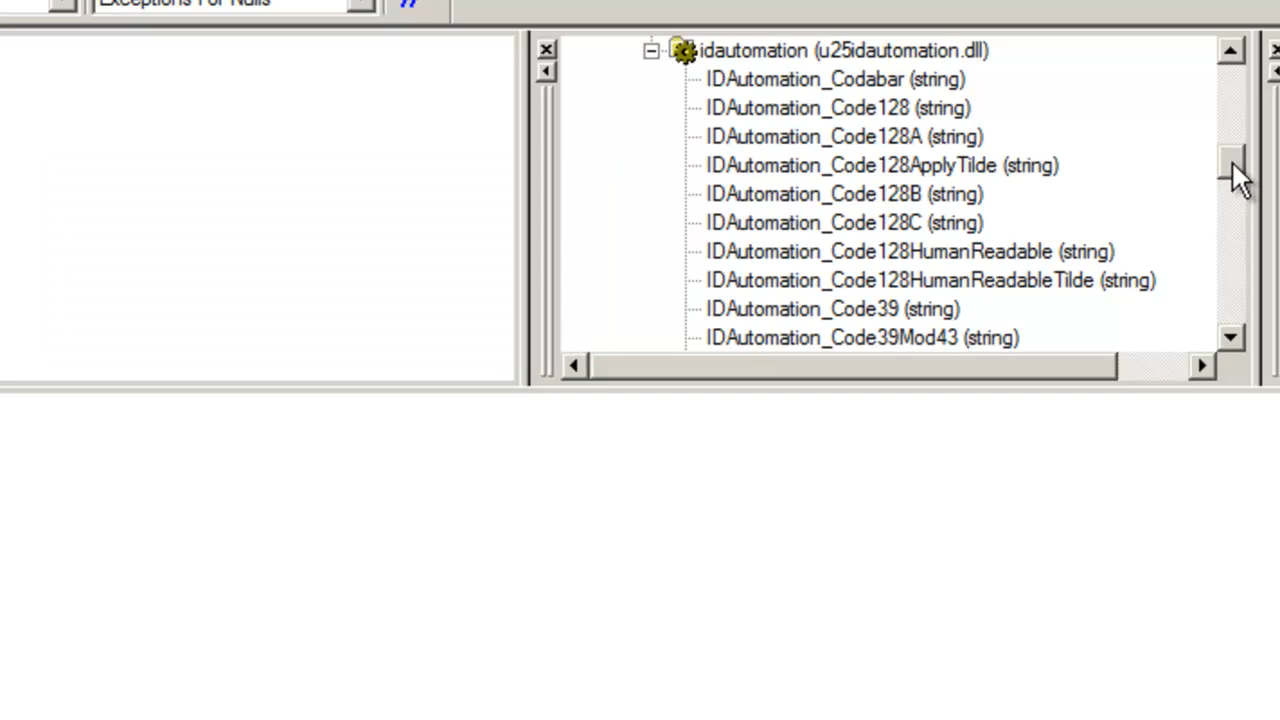 Exceptions For Nulls
//
idautomation (u25idautomation.dll)
IDAutomation_Codabar (string)
IDAutomation_Code128 (string)
IDAutomation_Code128A (string)
IDAutomation_Code128ApplyTilde (string)
IDAutomation_Code128B (string)
IDAutomation_Code128C (string)
IDAutomation_Code128HumanReadable (string)
IDAutomation_Code128HumanReadableTilde (string)
IDAutomation_Code39 (string)
IDAutomation_Code39Mod43 (string)